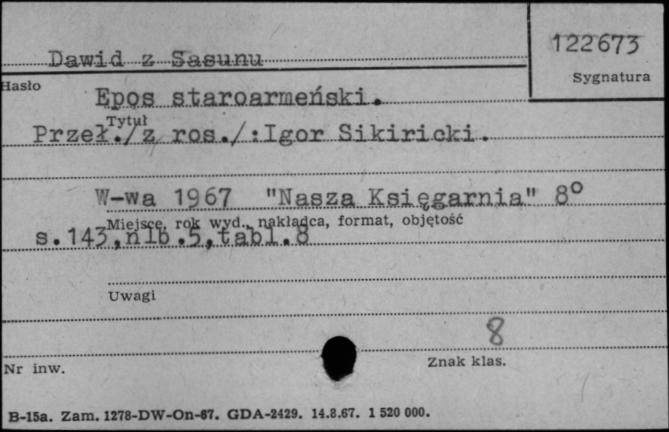 Dawid z Sasunu
122673
Hasło
Sygnatura
Epos staroarmeński.
Tytuł
Przeł./z ros./:Igor Sikiricki.
W-wa 1967 "Nasza Księgarnia" 8°
Miejsce, rok wyd., nakładca, format, objętość
s.143,nlb.5,tabl.8
Uwagi
8
Nr inw.
Znak klas.
B-15a. Zam. 1278-DW-On-67. GDA-2429. 14.8.67. 1 520 000.